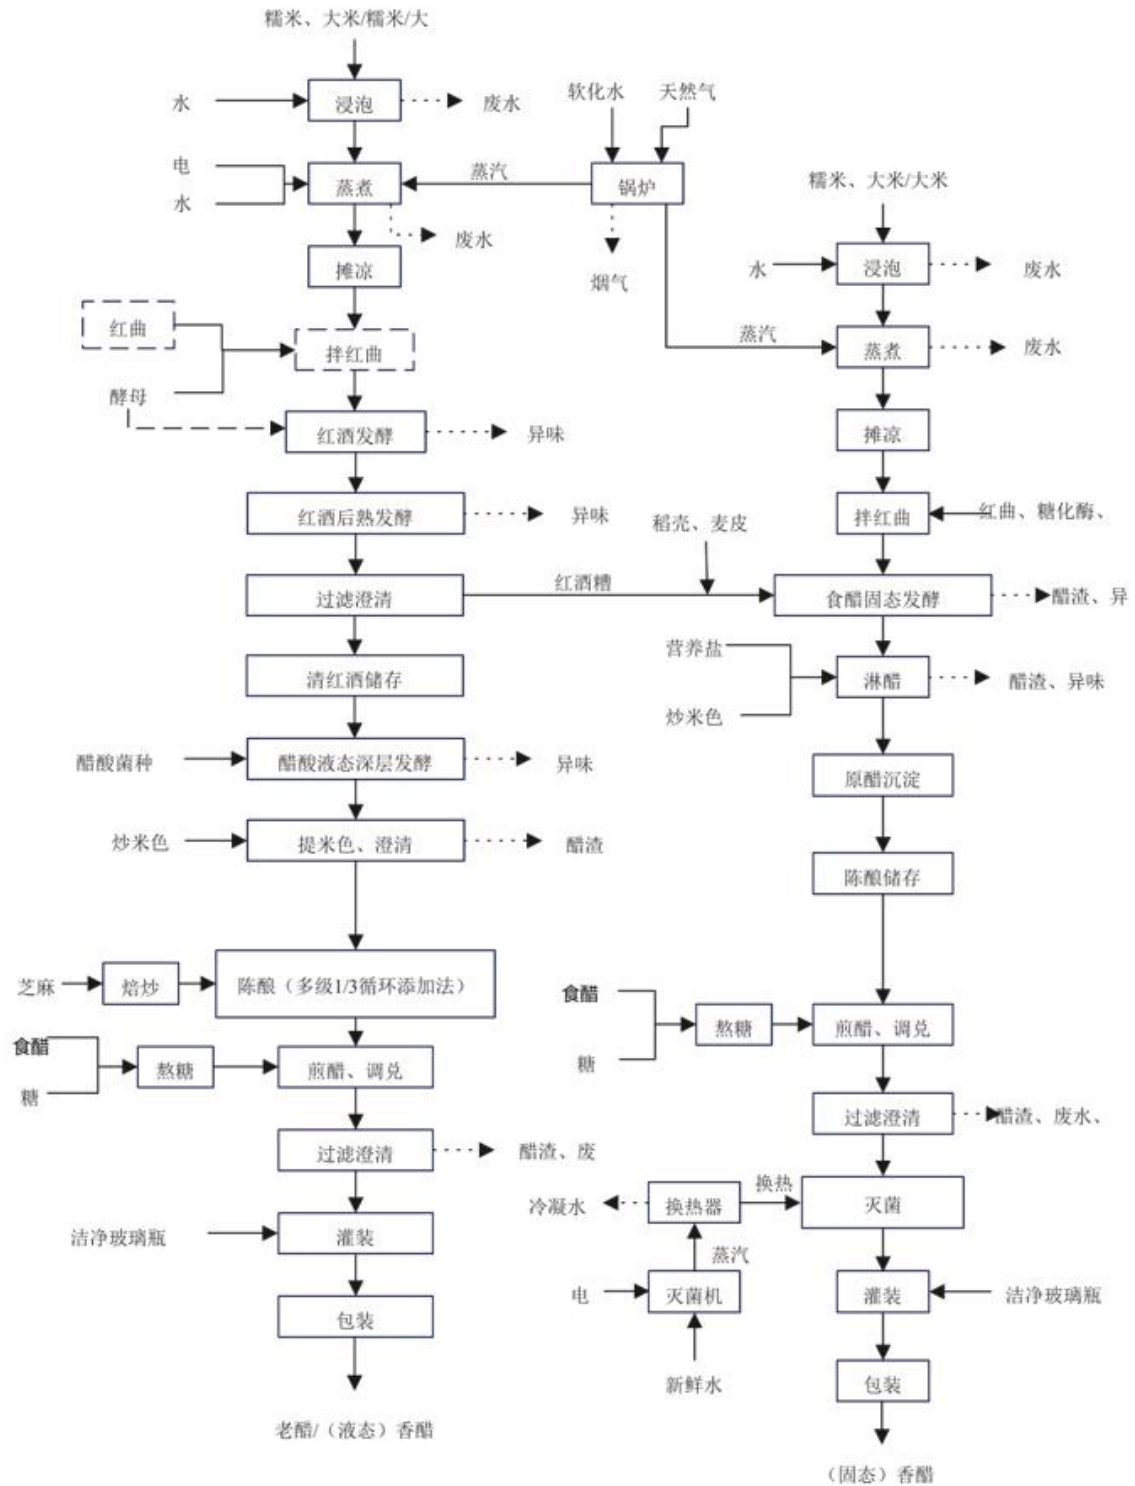 糯米、大米/糯米/大
水
浸泡
废水
软化水
天然气
电
水
蒸煮
蒸汽
锅炉
糯米、大米/大米
废水
摊凉
烟气
水
浸泡
废水
红曲
拌红曲
蒸汽
蒸煮
废水
酵母
红酒发酵
异味
摊凉
红酒后熟发酵
异味
稻壳、麦皮
拌红曲
红曲、糖化酶、
过滤澄清
红酒糟
食醋固态发酵
醋渣、异
清红酒储存
营养盐
炒米色
淋醋
醋渣、异味
醋酸菌种
醋酸液态深层发酵
异味
原醋沉淀
炒米色
提米色、澄清
醋渣
陈酿储存
芝麻
焙炒
陈酿（多级1/3循环添加法）
食醋
糖
熬糖
煎醋、调兑
食醋
糖
熬糖
煎醋、调兑
过滤澄清
醋渣、废
过滤澄清
醋渣、废水、
冷凝水
换热器
换热
灭菌
洁净玻璃瓶
灌装
蒸汽
电
灭菌机
灌装
洁净玻璃瓶
包装
新鲜水
包装
老醋/（液态）香醋
（固态）香醋